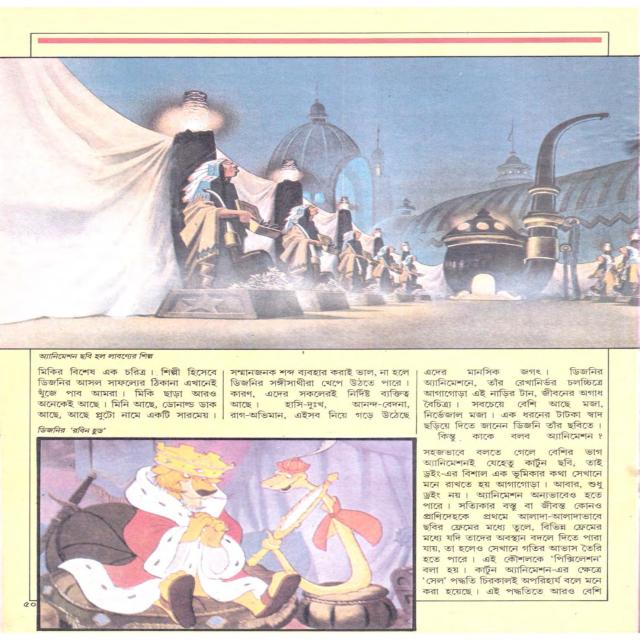 অ্যানিমেশন ছবি হল লাবণ্যের শিল্প
মিকির বিশেষ এক চরিত্র। শিল্পী হিসেবে
ডিজনির আসল সাফল্যের ঠিকানা এখানেই
খুঁজে পাব আমরা। মিকি ছাড়া আরও
অনেকেই আছে। মিনি আছে, ডোনাল্ড ডাক
আছে, আছে প্লুটো নামে একটি সারমেয়।
সম্মানজনক শব্দ ব্যবহার করাই ভাল, না হলে
ডিজনির সঙ্গীসাথীরা খেপে উঠতে পারে।
কারণ, এদের সকলেরই নির্দিষ্ট ব্যক্তিত্ব
আছে। হাসি-দুঃখ, আনন্দ-বেদনা,
রাগ-অভিমান, এইসব নিয়ে গড়ে উঠেছে
ডিজনির 'রবিন হুড'
এদের মানসিক জগৎ। ডিজনির
অ্যানিমেশনে, তাঁর রেখানির্ভর চলচ্চিত্রে
আগাগোড়া এই নাড়ির টান, জীবনের অগাধ
বৈচিত্র্য। সবচেয়ে বেশি আছে মজা,
নির্ভেজাল মজা। এক ধরনের টাটকা স্বাদ
ছড়িয়ে দিতে জানেন ডিজনি তাঁর ছবিতে।
কিন্তু কাকে বলব অ্যানিমেশন?
সহজভাবে বলতে গেলে বেশির ভাগ
অ্যানিমেশনই যেহেতু কার্টুন ছবি, তাই
ড্রইং-এর বিশাল এক ভূমিকার কথা সেখানে
মনে রাখতে হয় আগাগোড়া। আবার, শুধু
ড্রইং নয়। অ্যানিমেশন অন্যভাবেও হতে
পারে। সত্যিকার বস্তু বা জীবন্ত কোনও
প্রাণিদেহকে প্রথমে আলাদা-আলাদাভাবে
ছবির ফ্রেমের মধ্যে তুলে, বিভিন্ন ফ্রেমের
মধ্যে যদি তাদের অবস্থান বদলে দিতে পারা
যায়, তা হলেও সেখানে গতির আভাস তৈরি
হতে পারে। এই কৌশলকে 'পিক্সিলেশন'
বলা হয়। কার্টুন অ্যানিমেশন-এর ক্ষেত্রে
'সেল' পদ্ধতি চিরকালই অপরিহার্য বলে মনে
করা হয়েছে। এই পদ্ধতিতে আরও বেশি
৫০